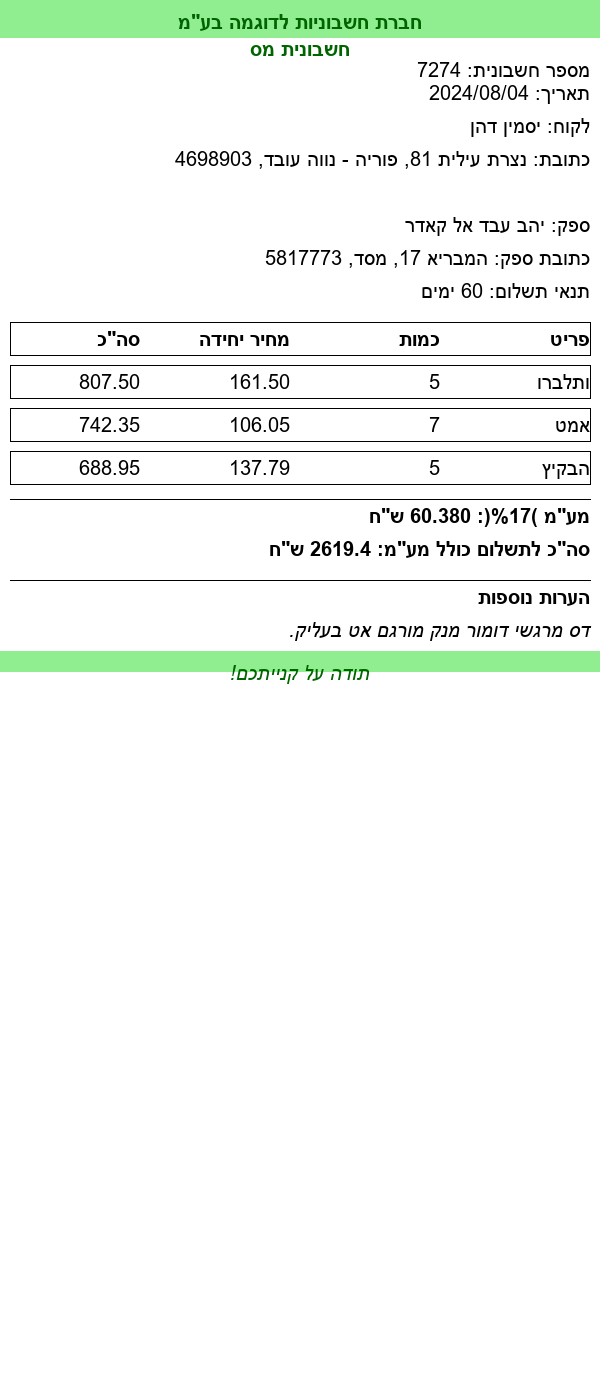 חברת חשבוניות לדוגמה בע"מ
חשבונית מס
מספר חשבונית: 7274
תאריך: 2024/08/04
לקוח: יסמין דהן
כתובת: נצרת עילית 81, פוריה - נווה עובד, 4698903
ספק: יהב עבד אל קאדר
כתובת ספק: המבריא 17, מסד, 5817773
תנאי תשלום: 60 ימים
פריט כמות מחיר יחידה סה"כ
ותלברו 5 161.50 807.50
אמט 7 106.05 742.35
הבקיץ 5 137.79 688.95
מע"מ )17%(: 60.380 ש"ח
סה"כ לתשלום כולל מע"מ: 2619.4 ש"ח
הערות נוספות
דס מרגשי דומור מנק מורגם אט בעליק.
תודה על קנייתכם!